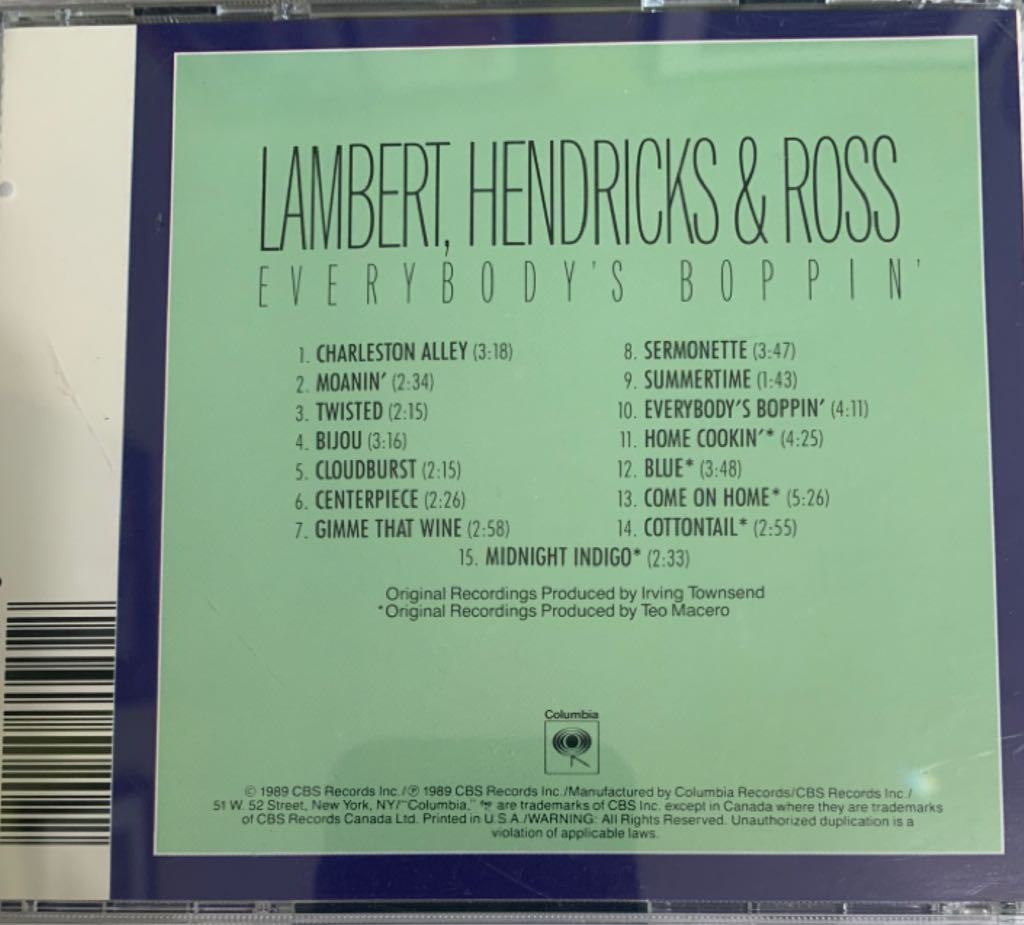 LAMBERT, HENDRICKS & ROSS
EVERYBODY'S BOPPIN'
1. CHARLESTON ALLEY (3:18)
2. MOANIN' (2:34)
3. TWISTED (2:15)
4. BIJOU (3:16)
5. CLOUDBURST (2:15)
6. CENTERPIECE (2:26)
7. GIMME THAT WINE (2:58)
8. SERMONETTE (3:47)
9. SUMMERTIME (1:43)
10. EVERYBODY'S BOPPIN' (4:11)
11. HOME COOKIN'* (4:25)
12. BLUE* (3:48)
13. COME ON HOME* (5:26)
14. COTTONTAIL* (2:55)
15. MIDNIGHT INDIGO* (2:33)
Original Recordings Produced by Irving Townsend
*Original Recordings Produced by Teo Macero
Columbia
© 1989 CBS Records Inc./℗ 1989 CBS Records Inc./Manufactured by Columbia Records/CBS Records Inc./
51 W. 52 Street, New York, NY/"Columbia," are trademarks of CBS Inc. except in Canada where they are trademarks
of CBS Records Canada Ltd. Printed in U.S.A./WARNING: All Rights Reserved. Unauthorized duplication is a
violation of applicable laws.